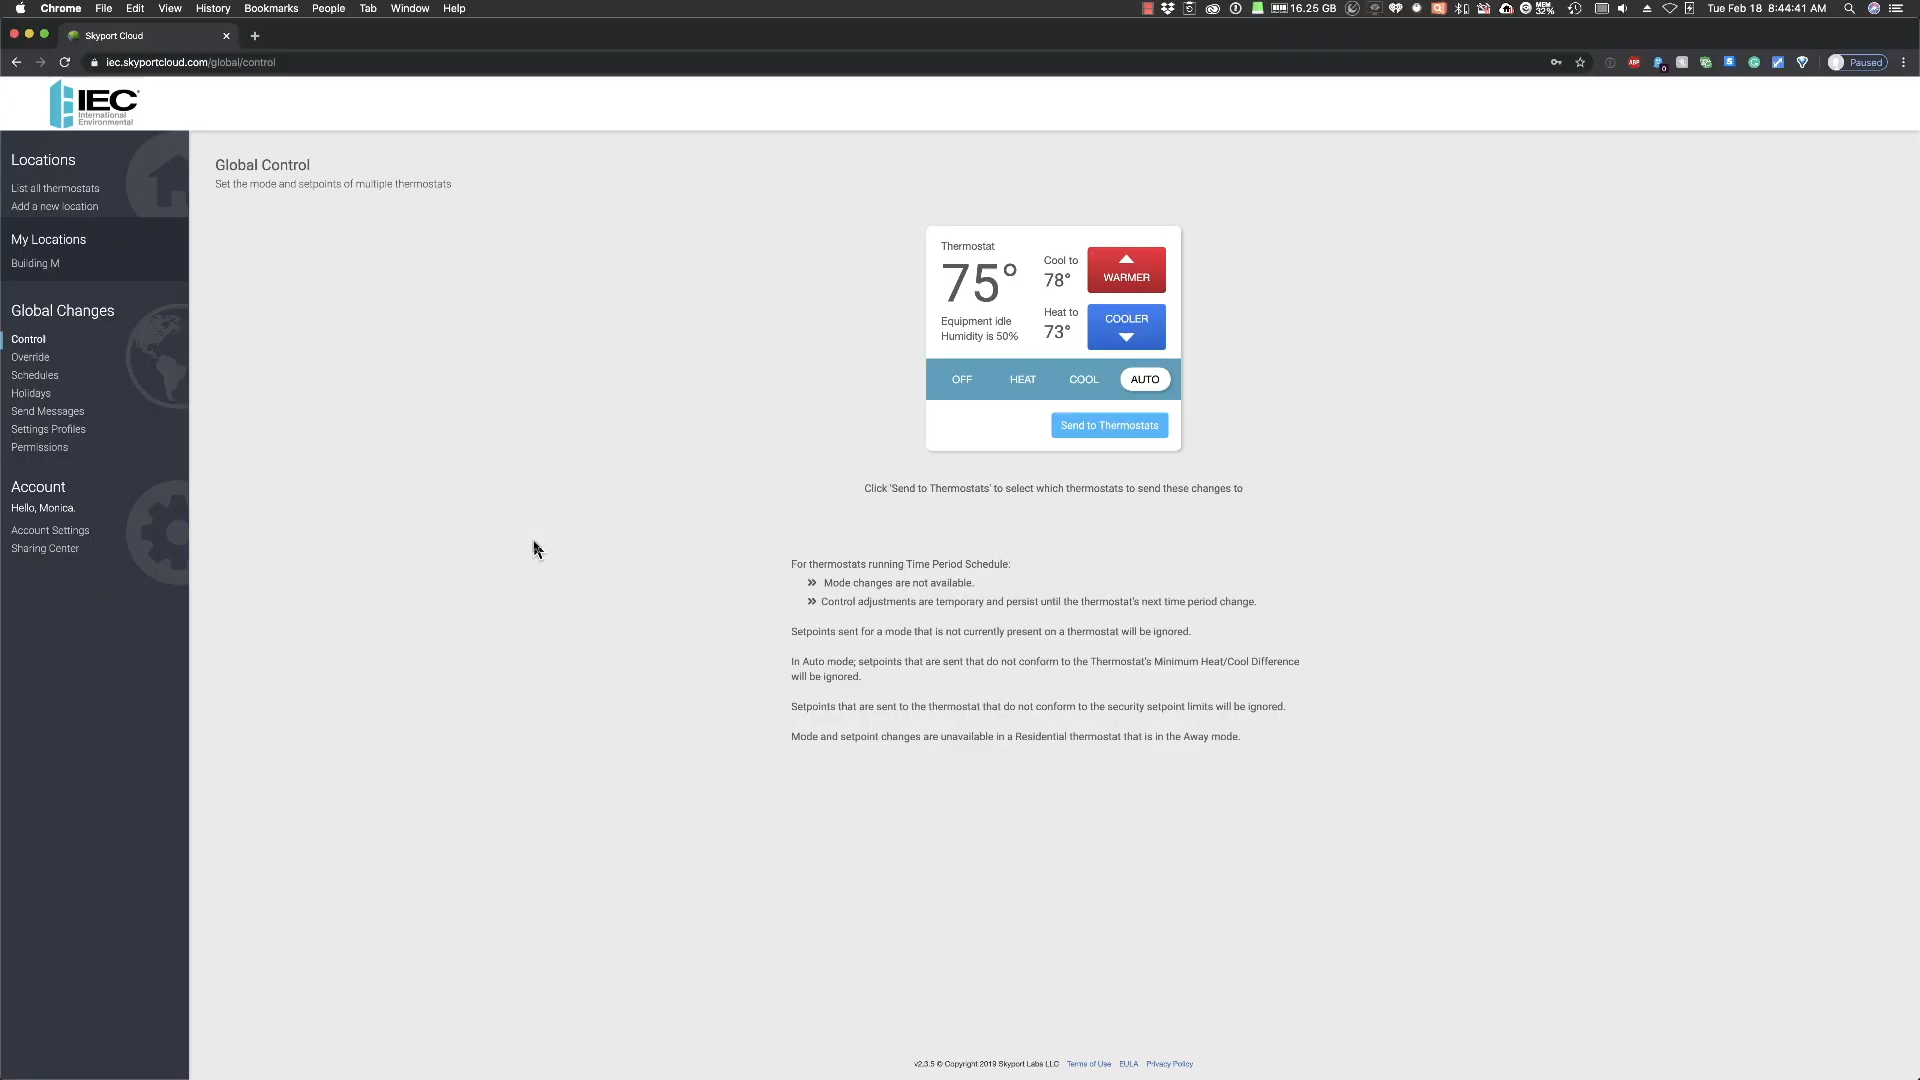 Chrome File Edit View History Bookmarks People Tab Window Help
16.25 GB
MEM
32%
Tue Feb 18 8:44:41 AM
Skyport Cloud
iec.skyportcloud.com/global/control
ABP
0
Paused
IEC
International
Environmental
Locations
List all thermostats
Add a new location
My Locations
Building M
Global Changes
Control
Override
Schedules
Holidays
Send Messages
Settings Profiles
Permissions
Account
Hello, Monica.
Account Settings
Sharing Center
Global Control
Set the mode and setpoints of multiple thermostats
Thermostat
75°
Equipment idle
Humidity is 50%
Cool to
78°
Heat to
73°
WARMER
COOLER
OFF HEAT COOL AUTO
Send to Thermostats
Click 'Send to Thermostats' to select which thermostats to send these changes to
For thermostats running Time Period Schedule:
» Mode changes are not available.
» Control adjustments are temporary and persist until the thermostat's next time period change.
Setpoints sent for a mode that is not currently present on a thermostat will be ignored.
In Auto mode; setpoints that are sent that do not conform to the Thermostat's Minimum Heat/Cool Difference
will be ignored.
Setpoints that are sent to the thermostat that do not conform to the security setpoint limits will be ignored.
Mode and setpoint changes are unavailable in a Residential thermostat that is in the Away mode.
v2.3.5 © Copyright 2019 Skyport Labs LLC Terms of Use EULA Privacy Policy